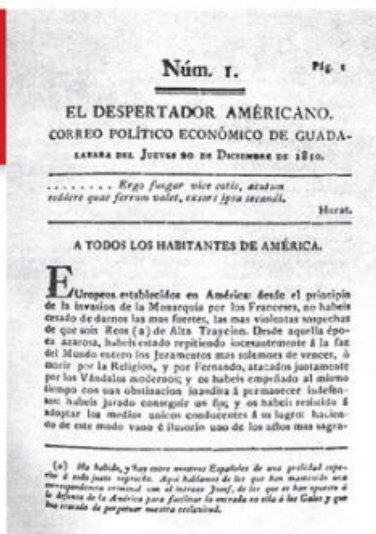 Núm. 1.
Pág. 1
EL DESPERTADOR AMÉRICANO.
CORREO POLÍTICO ECONÓMICO DE GUADA-
LAXARA DEL JUEVES 20 DE DICIEMBRE DE 1810.
. . . . . . . . Ergo fungar vice cotis, acutum
reddere quae ferrum valet, exsors ipsa secandi.
Horat.
A TODOS LOS HABITANTES DE AMÉRICA.
EUropeos establecidos en América: desde el principio
de la invasion de la Monarquía por los Franceses, no habeis
cesado de darnos las mas fuertes, las mas violentas sospechas
de que sois Reos (a) de Alta Traycion. Desde aquella épo-
ca azarosa, habeis estado repitiendo incesantemente á la faz
del Mundo entero los Juramentos mas solemnes de vencer, ó
morir por la Religion, y por Fernando, atacados justamente
por los Vándalos modernos; y os habeis empeñado al mismo
tiempo con una obstinacion inaudita á permanecer indefen-
sos: habeis jurado conseguir un fin; y os habeis resistido á
adoptar los medios unicos conducentes á su logro: hacien-
do de este modo vano é ilusorio uno de los años mas sagra-
(a) Ha habido, y hay entre nosotros Españoles de una probidad supe-
rior á todo justo reproche. Aquí hablamos de los que han mantenido una
correspondencia criminal con el intruso Josef, de los que se han opuesto á
la defensa de la América para facilitar la entrada en ella á los Galos y que
han tratado de perpetuar nuestra esclavitud.